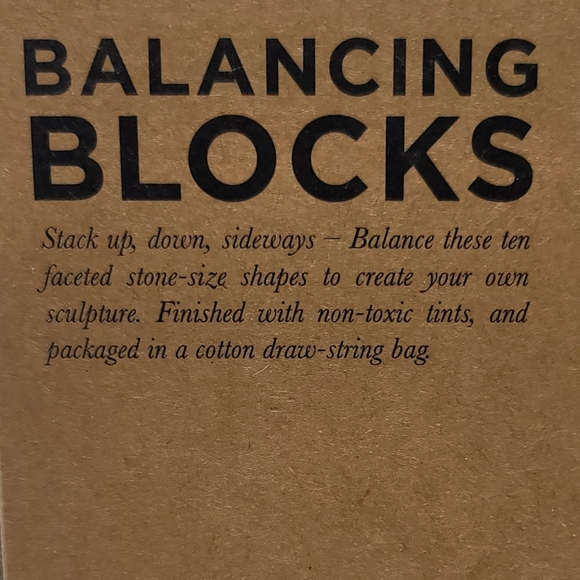 BALANCING
BLOCKS
Stack up, down, sideways – Balance these ten
faceted stone-size shapes to create your own
sculpture. Finished with non-toxic tints, and
packaged in a cotton draw-string bag.